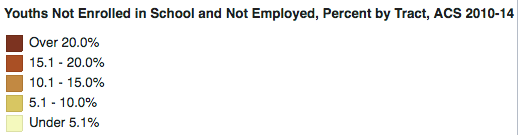 Youths Not Enrolled in School and Not Employed, Percent by Tract, ACS 2010-14
Over 20.0%
15.1 - 20.0%
10.1 - 15.0%
5.1 - 10.0%
Under 5.1%